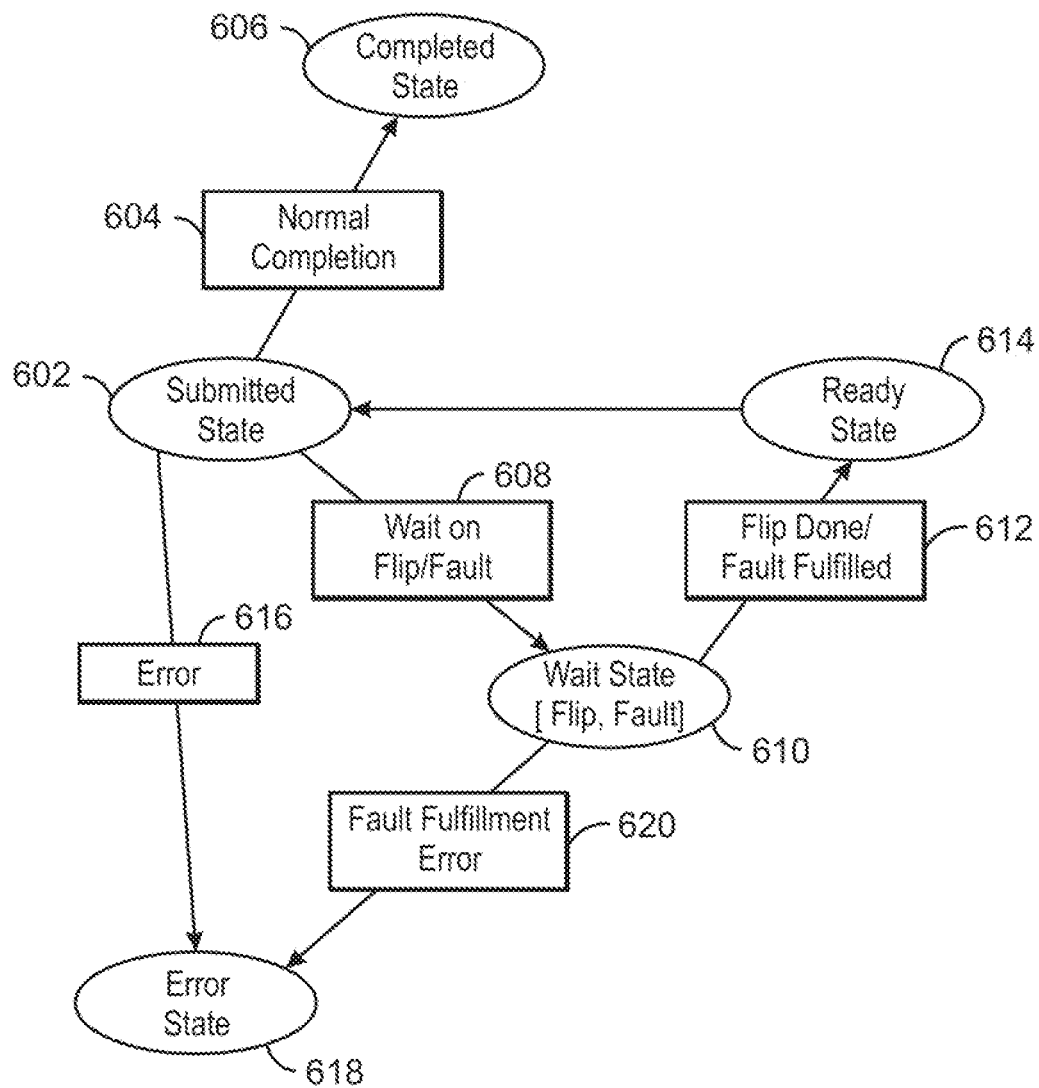 606
Completed
State
604
Normal
Completion
602
Submitted
State
614
Ready
State
608
Wait on
Flip/Fault
Flip Done/
Fault Fulfilled
612
616
Error
Wait State
[ Flip, Fault]
610
Fault Fulfillment
Error
620
Error
State
618